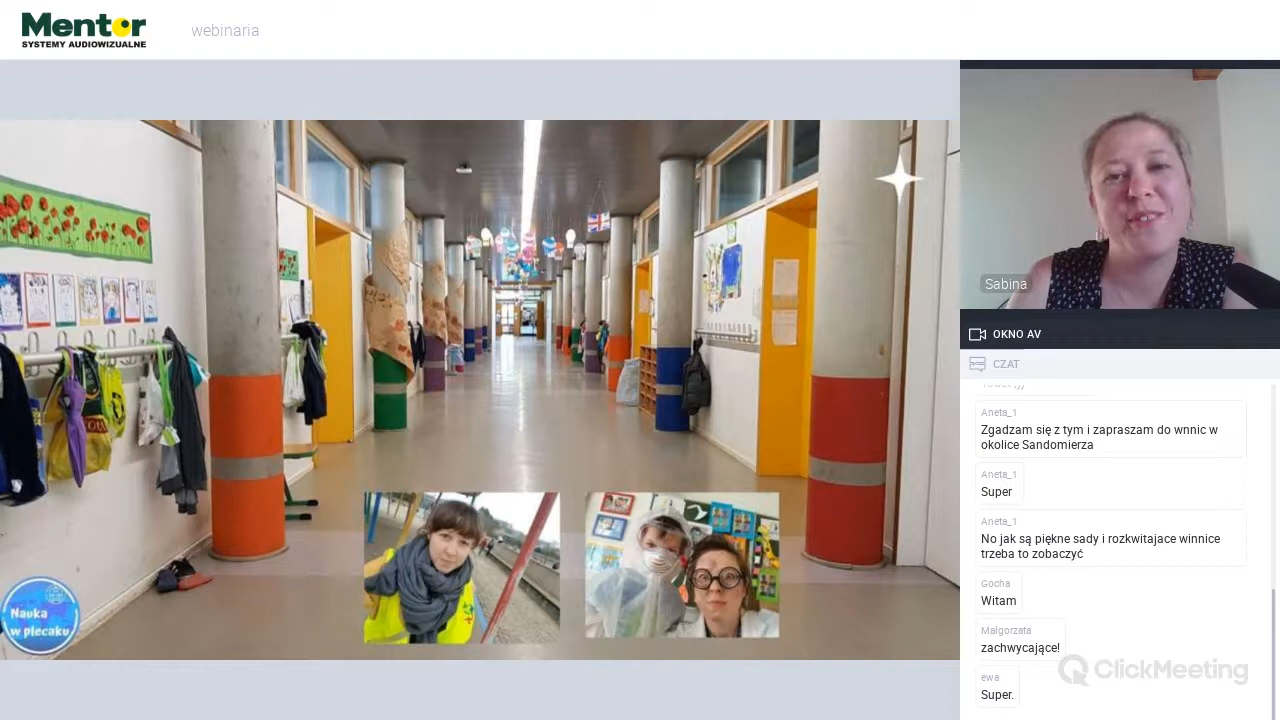 Mentor
SYSTEMY AUDIOWIZUALNE
webinaria
Sabina
OKNO AV
CZAT
Aneta_1
Zgadzam się z tym i zapraszam do wnnic w
okolice Sandomierza
Aneta_1
Super
Aneta_1
No jak są piękne sady i rozkwitajace winnice
trzeba to zobaczyć
Gocha
Witam
Małgorzata
zachwycające!
ewa
Super.
ClickMeeting
Nauka
w plecaku